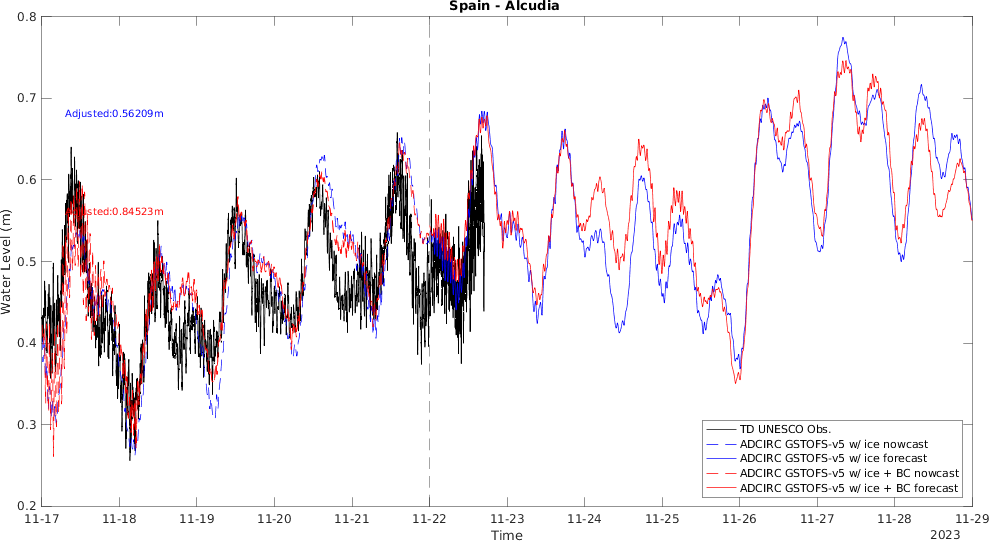 Spain - Alcudia
0.8
0.7
0.6
0.5
0.4
0.3
0.2
Water Level (m)
Adjusted:0.56209m
usted:0.84523m
TD UNESCO Obs.
ADCIRC GSTOFS-v5 w/ ice nowcast
ADCIRC GSTOFS-v5 w/ ice forecast
ADCIRC GSTOFS-v5 w/ ice + BC nowcast
ADCIRC GSTOFS-v5 w/ ice + BC forecast
11-17 11-18 11-19 11-20 11-21 11-22 11-23 11-24 11-25 11-26 11-27 11-28 11-29
Time
2023